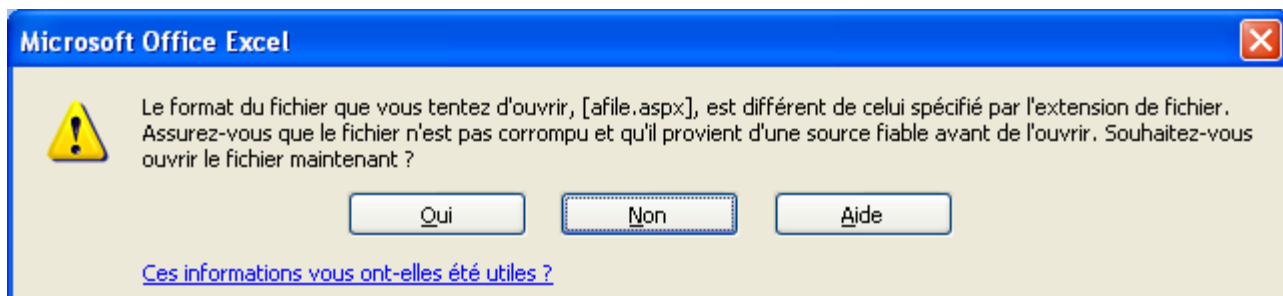 Microsoft Office Excel
Le format du fichier que vous tentez d'ouvrir, [afile.aspx], est différent de celui spécifié par l'extension de fichier.
Assurez-vous que le fichier n'est pas corrompu et qu'il provient d'une source fiable avant de l'ouvrir. Souhaitez-vous
ouvrir le fichier maintenant ?
Oui Non Aide
Ces informations vous ont-elles été utiles ?